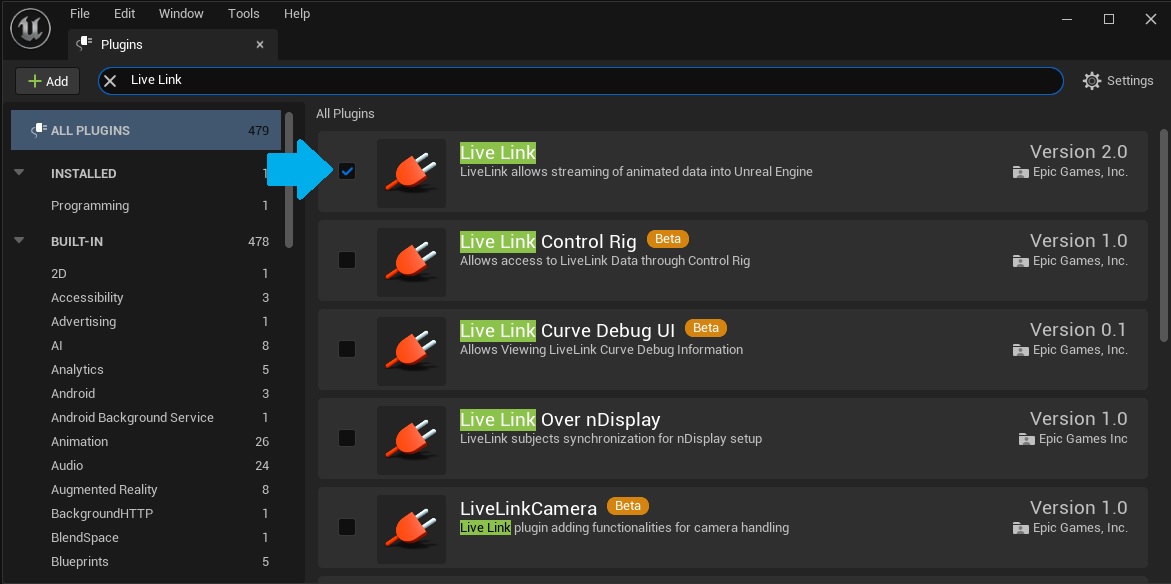 File Edit Window Tools Help
Plugins
Add
Live Link
Settings
ALL PLUGINS 479
INSTALLED 1
Programming 1
BUILT-IN 478
2D 1
Accessibility 3
Advertising 1
AI 8
Analytics 5
Android 3
Android Background Service 1
Animation 26
Audio 24
Augmented Reality 8
BackgroundHTTP 1
BlendSpace 1
Blueprints 5
All Plugins
Live Link Version 2.0
LiveLink allows streaming of animated data into Unreal Engine Epic Games, Inc.
Live Link Control Rig Beta Version 1.0
Allows access to LiveLink Data through Control Rig Epic Games, Inc.
Live Link Curve Debug UI Beta Version 0.1
Allows Viewing LiveLink Curve Debug Information Epic Games, Inc.
Live Link Over nDisplay Version 1.0
LiveLink subjects synchronization for nDisplay setup Epic Games Inc
LiveLinkCamera Beta Version 1.0
Live Link plugin adding functionalities for camera handling Epic Games, Inc.